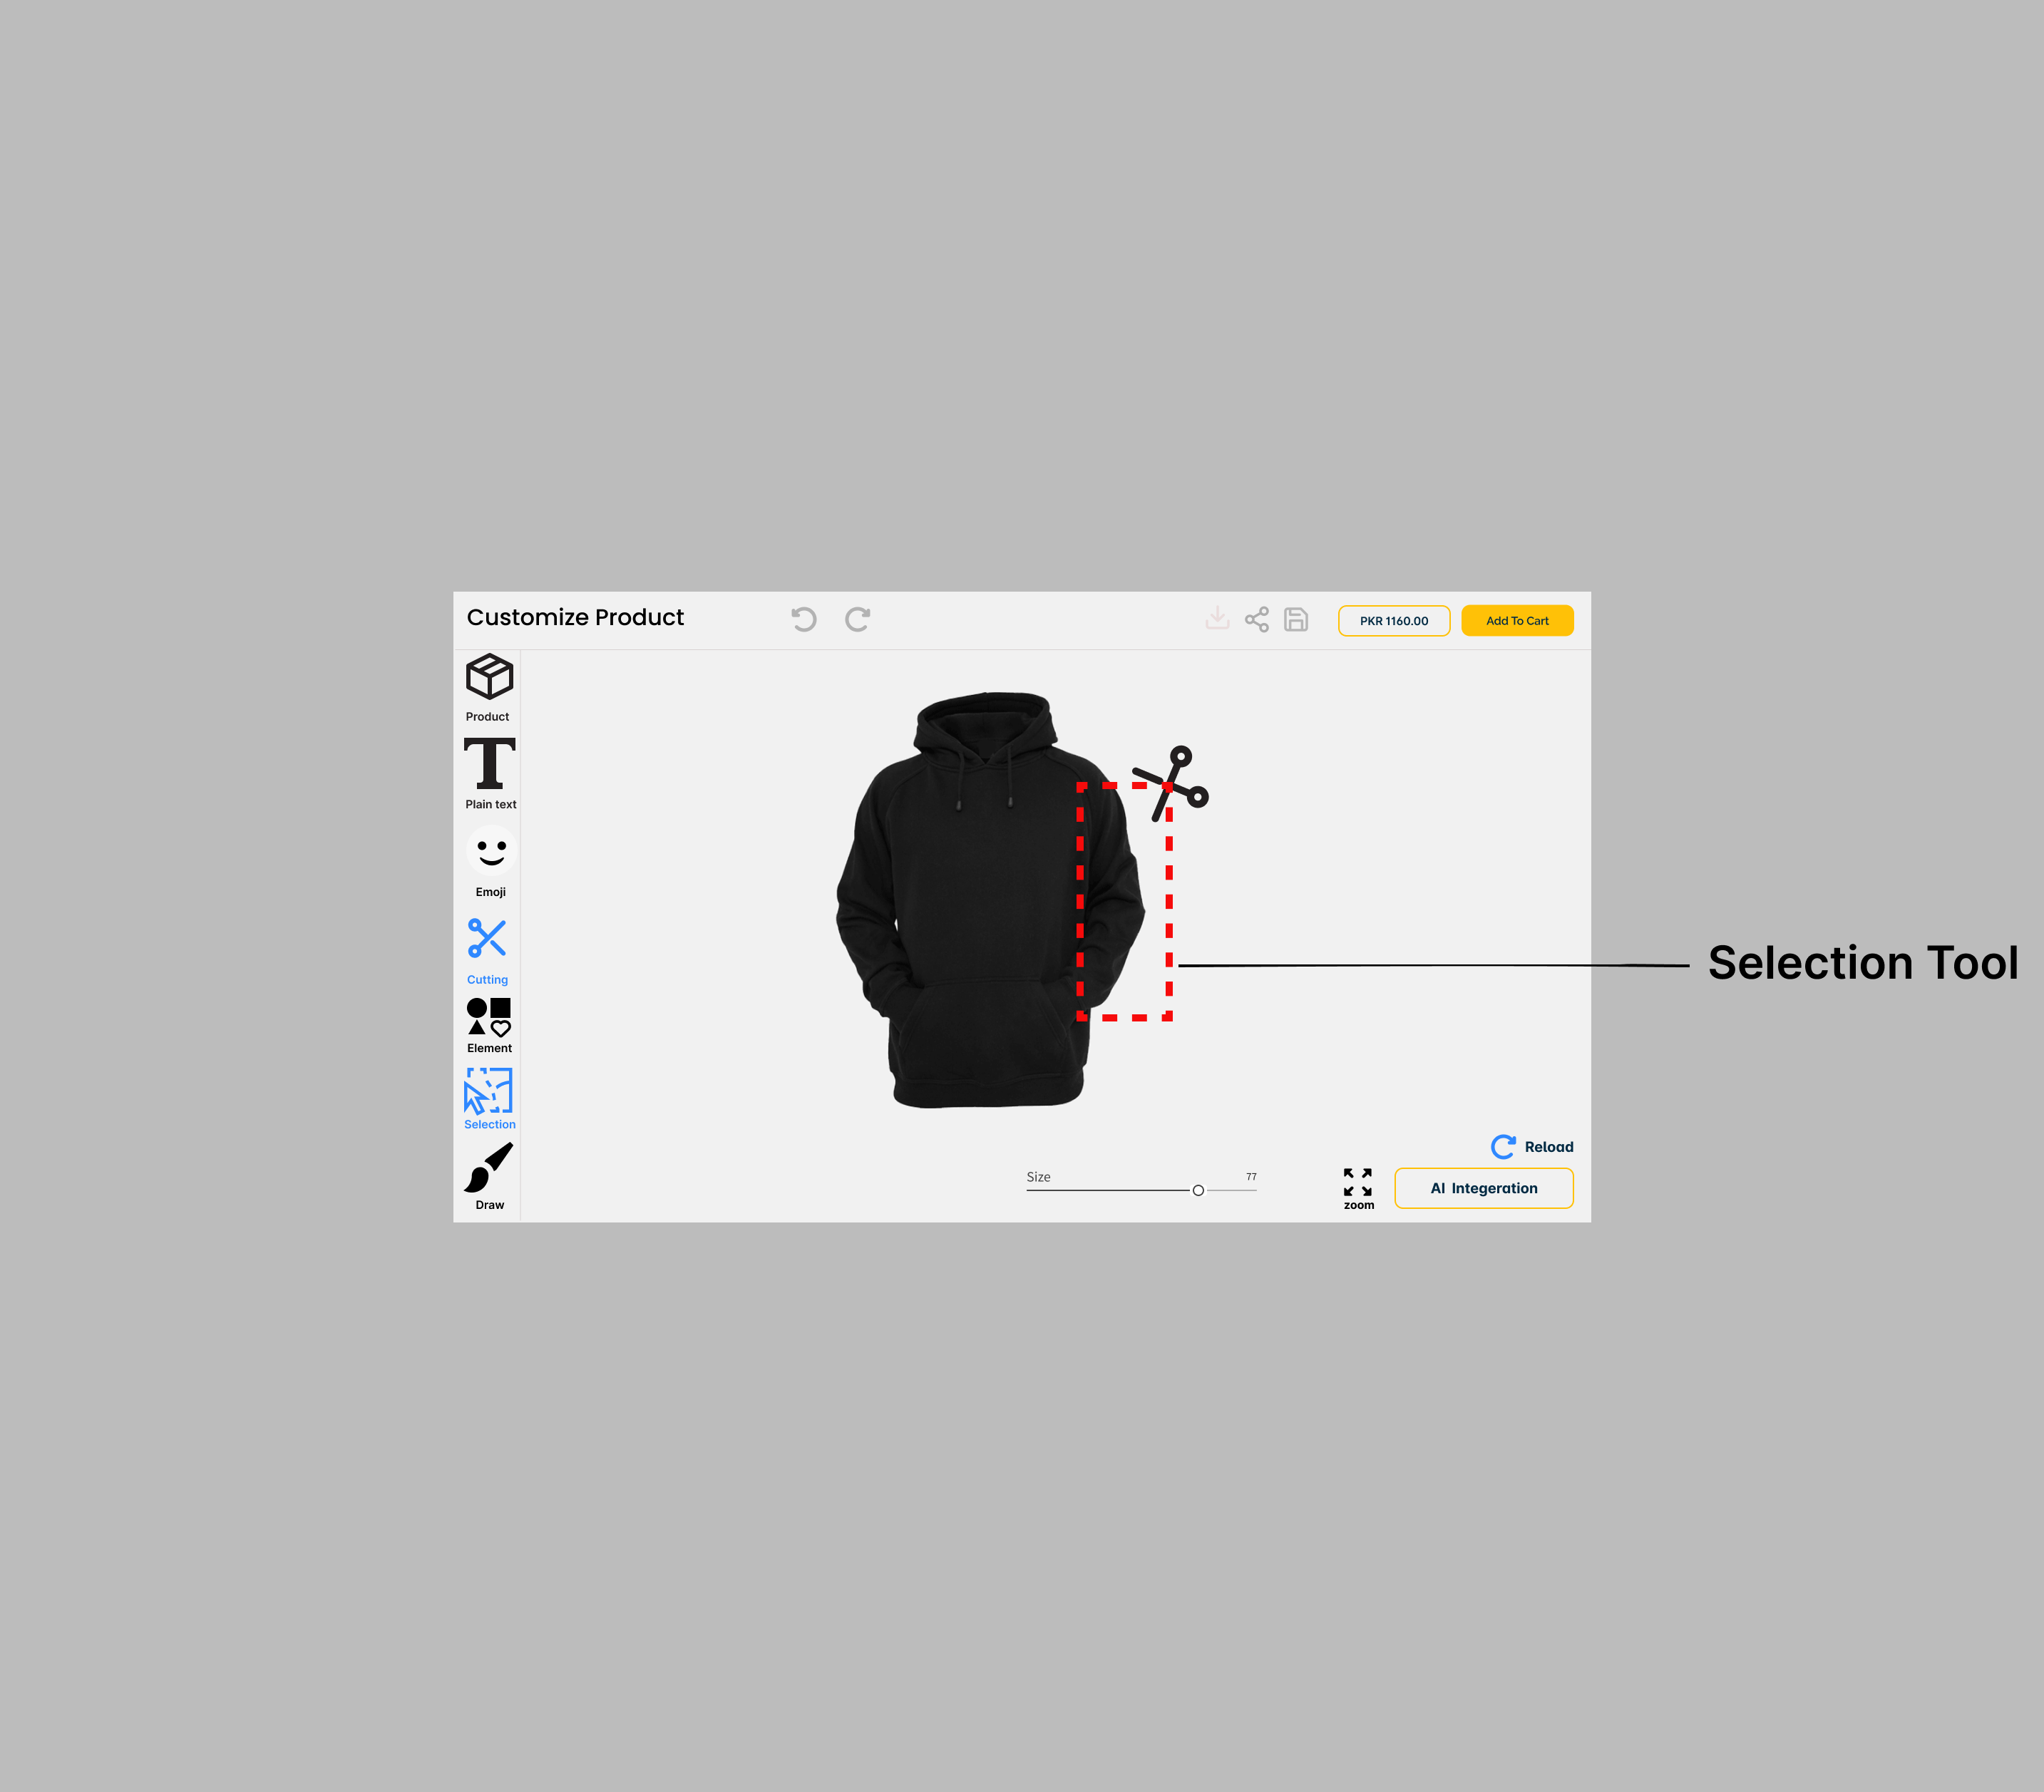 Customize Product
PKR 1160.00
Add To Cart
Product
Plain text
Emoji
Cutting
Element
Selection
Draw
Selection Tool
Reload
Size
77
zoom
AI Integeration